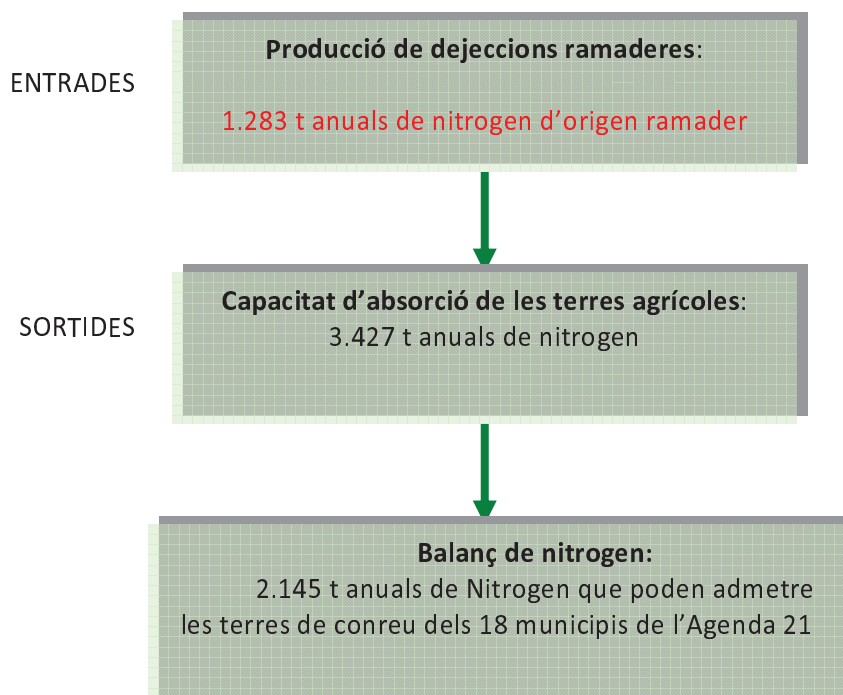 ENTRADES
Producció de dejeccions ramaderes:
1.283 t anuals de nitrogen d’origen ramader
SORTIDES
Capacitat d’absorció de les terres agrícoles:
3.427 t anuals de nitrogen
Balanç de nitrogen:
2.145 t anuals de Nitrogen que poden admetre
les terres de conreu dels 18 municipis de l’Agenda 21